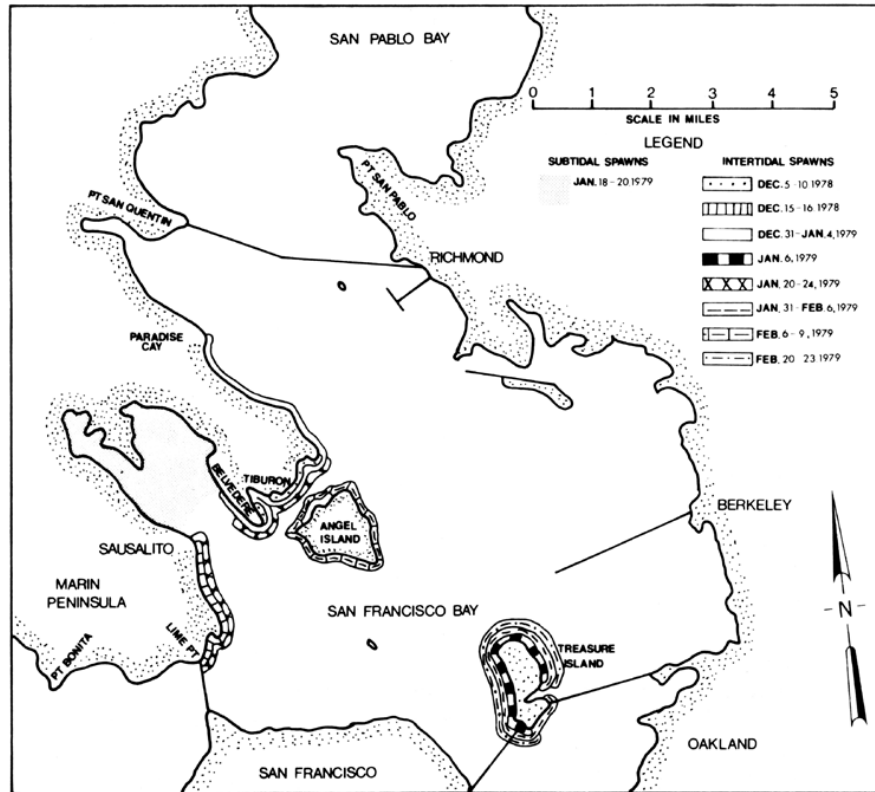 SAN PABLO BAY
0 1 2 3 4 5
SCALE IN MILES
LEGEND
SUBTIDAL SPAWNS
JAN. 18-20 1979
INTERTIDAL SPAWNS
DEC. 5-10 1978
DEC. 15-16 1978
DEC. 31-JAN. 4, 1979
JAN. 6, 1979
JAN. 20-24, 1979
JAN. 31-FEB. 6, 1979
FEB. 6-9, 1979
FEB. 20 23 1979
PT SAN QUENTIN
PT SAN PABLO
RICHMOND
PARADISE
CAY
TIBURON
BELVEDERE
ANGEL
ISLAND
BERKELEY
SAUSALITO
MARIN
PENINSULA
PT BONITA
LIME PT
SAN FRANCISCO BAY
TREASURE
ISLAND
N
OAKLAND
SAN FRANCISCO